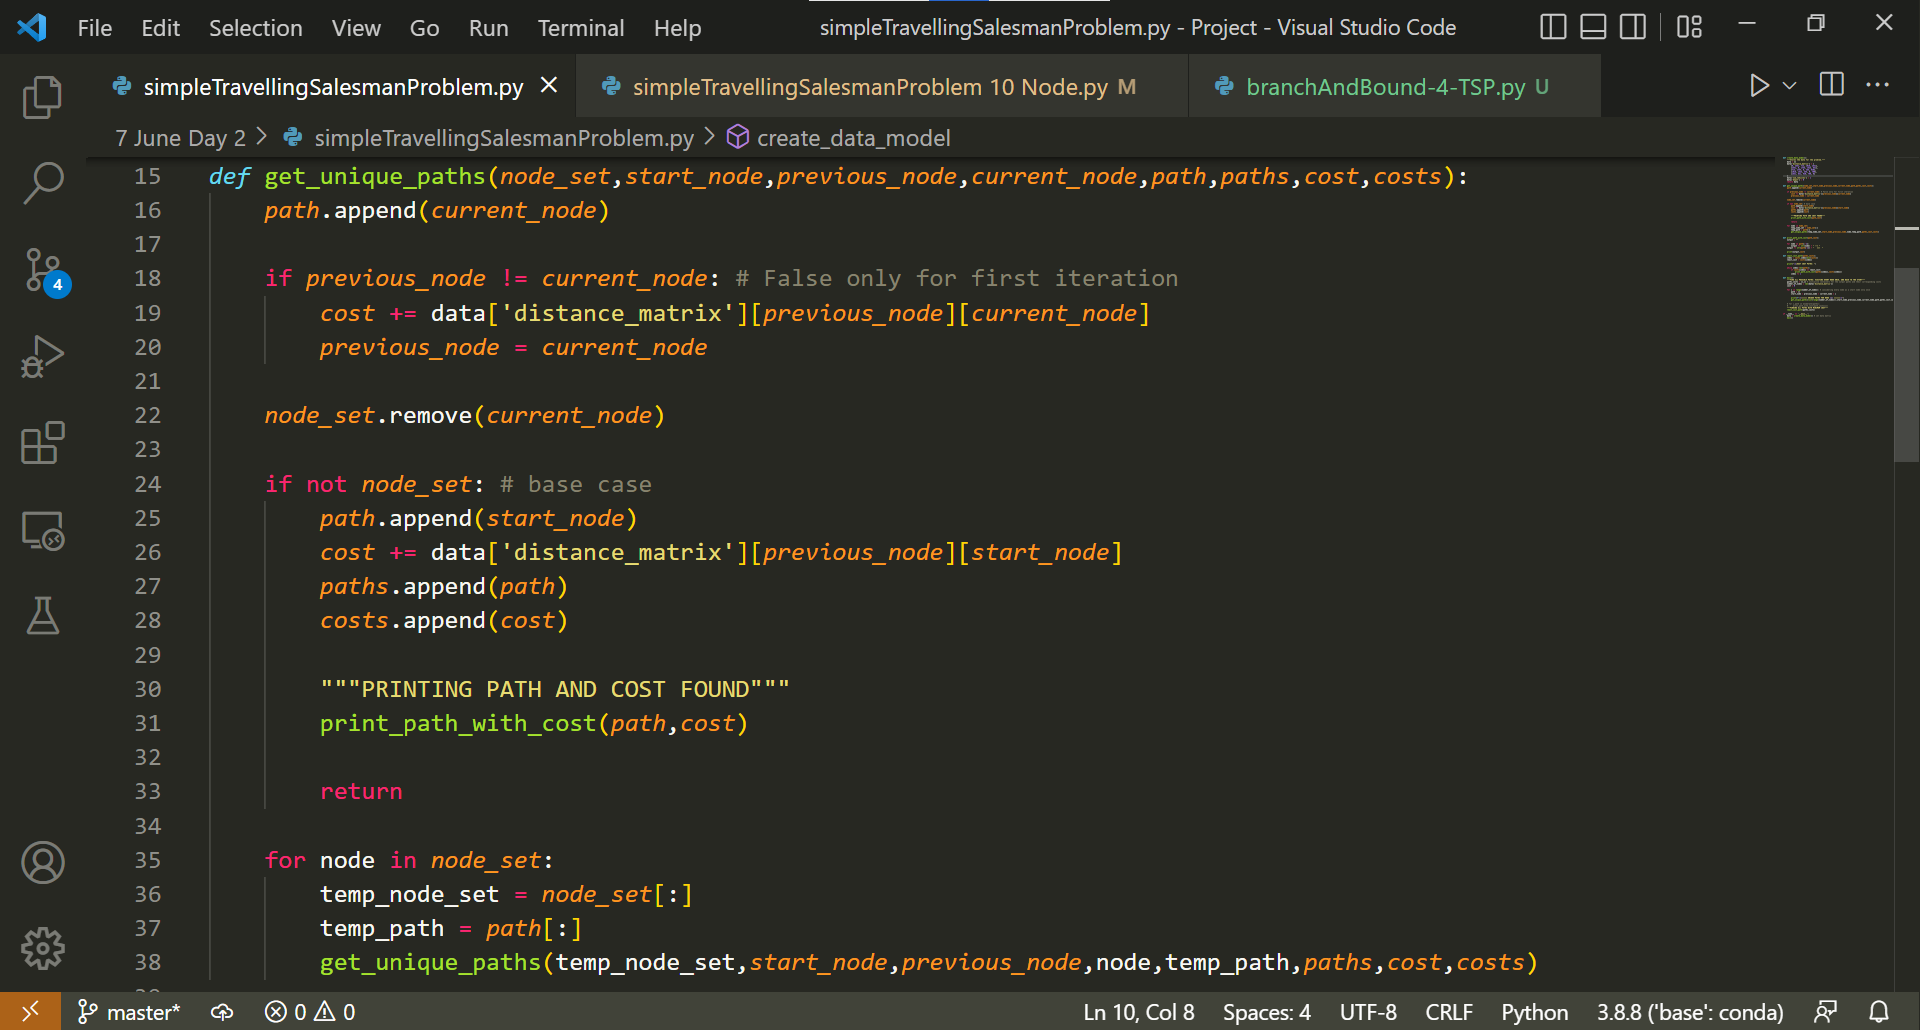 File Edit Selection View Go Run Terminal Help simpleTravellingSalesmanProblem.py - Project - Visual Studio Code
simpleTravellingSalesmanProblem.py simpleTravellingSalesmanProblem 10 Node.py M branchAndBound-4-TSP.py U
7 June Day 2 > simpleTravellingSalesmanProblem.py > create_data_model
4
15 def get_unique_paths(node_set,start_node,previous_node,current_node,path,paths,cost,costs):
16     path.append(current_node)
17
18     if previous_node != current_node: # False only for first iteration
19         cost += data['distance_matrix'][previous_node][current_node]
20         previous_node = current_node
21
22     node_set.remove(current_node)
23
24     if not node_set: # base case
25         path.append(start_node)
26         cost += data['distance_matrix'][previous_node][start_node]
27         paths.append(path)
28         costs.append(cost)
29
30         """PRINTING PATH AND COST FOUND"""
31         print_path_with_cost(path,cost)
32
33         return
34
35     for node in node_set:
36         temp_node_set = node_set[:]
37         temp_path = path[:]
38         get_unique_paths(temp_node_set,start_node,previous_node,node,temp_path,paths,cost,costs)
master* 0 0 Ln 10, Col 8 Spaces: 4 UTF-8 CRLF Python 3.8.8 ('base': conda)